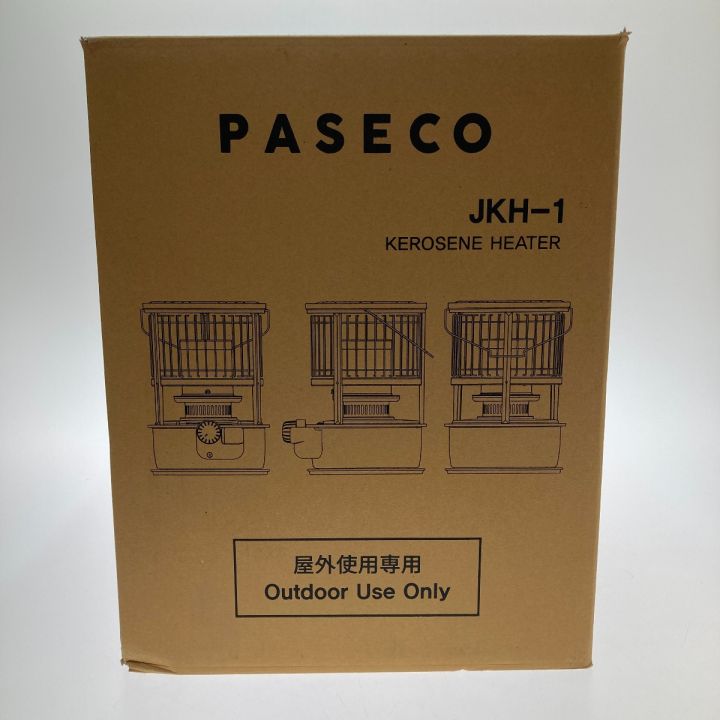 PASECO
JKH-1
KEROSENE HEATER
屋外使用専用
Outdoor Use Only